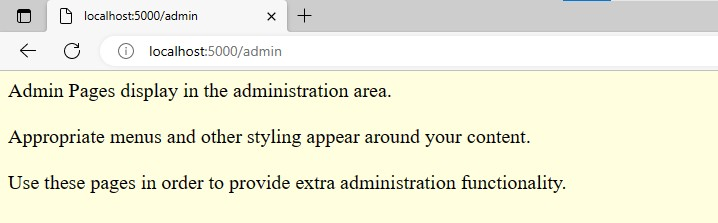 localhost:5000/admin
localhost:5000/admin
Admin Pages display in the administration area.
Appropriate menus and other styling appear around your content.
Use these pages in order to provide extra administration functionality.